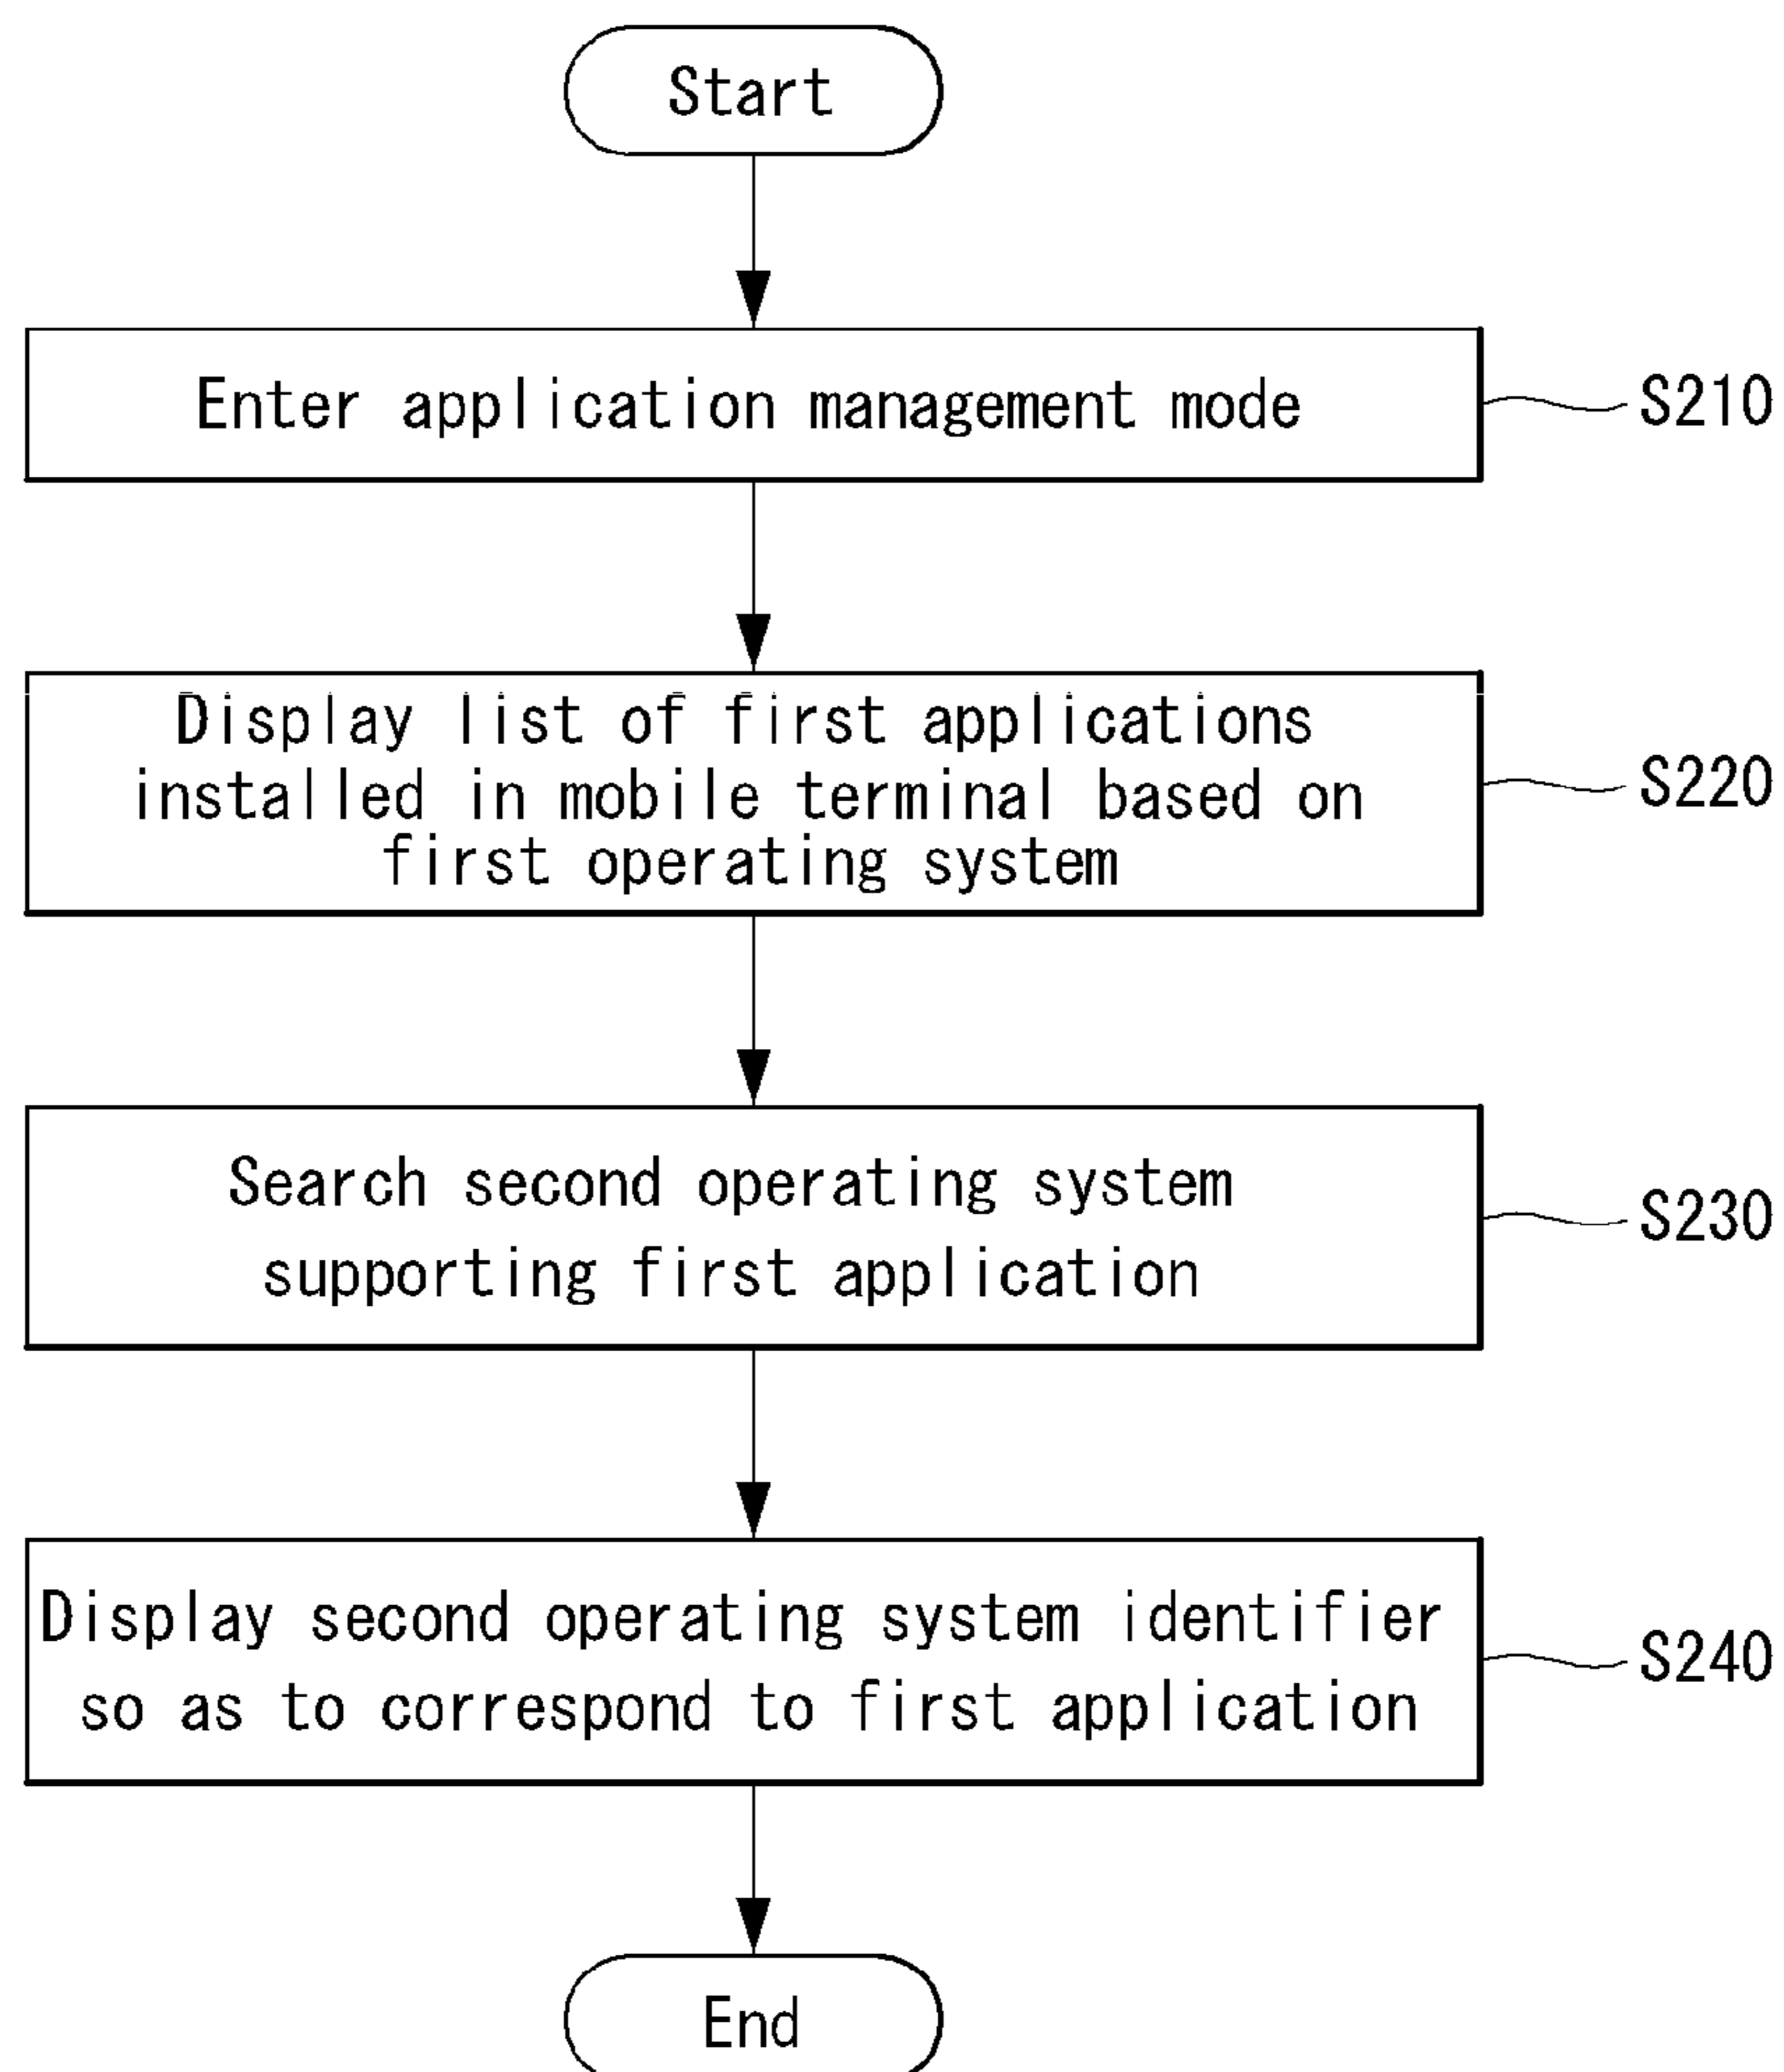 Start
Enter application management mode
S210
Display list of first applications
installed in mobile terminal based on
first operating system
S220
Search second operating system
supporting first application
S230
Display second operating system identifier
so as to correspond to first application
S240
End